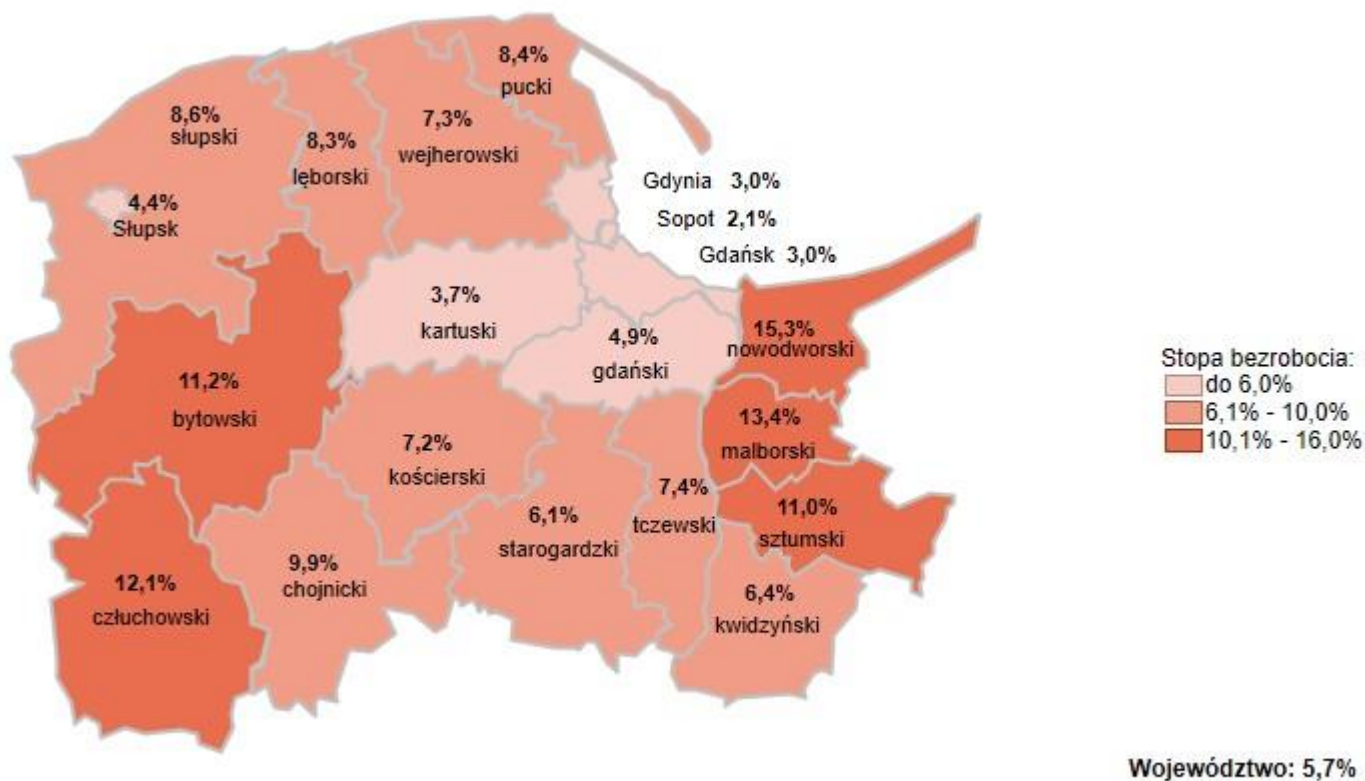 8,4%
pucki
8,6%
słupski
7,3%
wejherowski
8,3%
lęborski
Gdynia 3,0%
4,4%
Słupsk
Sopot 2,1%
Gdańsk 3,0%
3,7%
kartuski
4,9%
gdański
15,3%
nowodworski
Stopa bezrobocia:
do 6,0%
6,1% - 10,0%
10,1% - 16,0%
11,2%
bytowski
13,4%
malborski
7,2%
kościerski
7,4%
tczewski
6,1%
starogardzki
11,0%
sztumski
9,9%
chojnicki
12,1%
człuchowski
6,4%
kwidzyński
Województwo: 5,7%